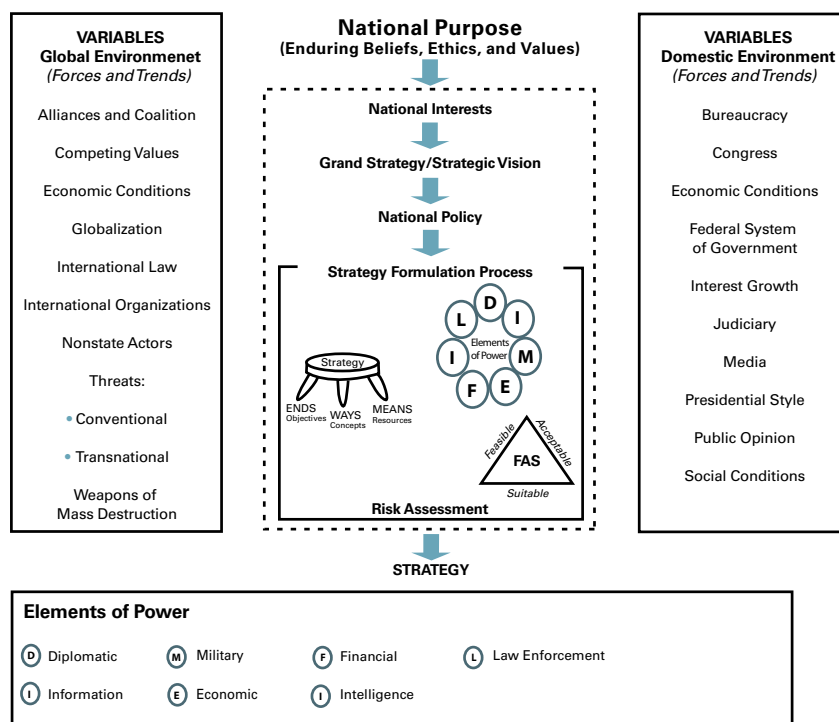 VARIABLES
Global Environmenet
(Forces and Trends)
Alliances and Coalition
Competing Values
Economic Conditions
Globalization
International Law
International Organizations
Nonstate Actors
Threats:
• Conventional
• Transnational
Weapons of
Mass Destruction
National Purpose
(Enduring Beliefs, Ethics, and Values)
National Interests
Grand Strategy/Strategic Vision
National Policy
Strategy Formulation Process
Strategy
ENDS
Objectives
WAYS
Concepts
MEANS
Resources
D
I
M
E
F
I
L
Elements
of Power
Feasible
Acceptable
FAS
Suitable
Risk Assessment
STRATEGY
VARIABLES
Domestic Environment
(Forces and Trends)
Bureaucracy
Congress
Economic Conditions
Federal System
of Government
Interest Growth
Judiciary
Media
Presidential Style
Public Opinion
Social Conditions
Elements of Power
D Diplomatic
M Military
F Financial
L Law Enforcement
I Information
E Economic
I Intelligence